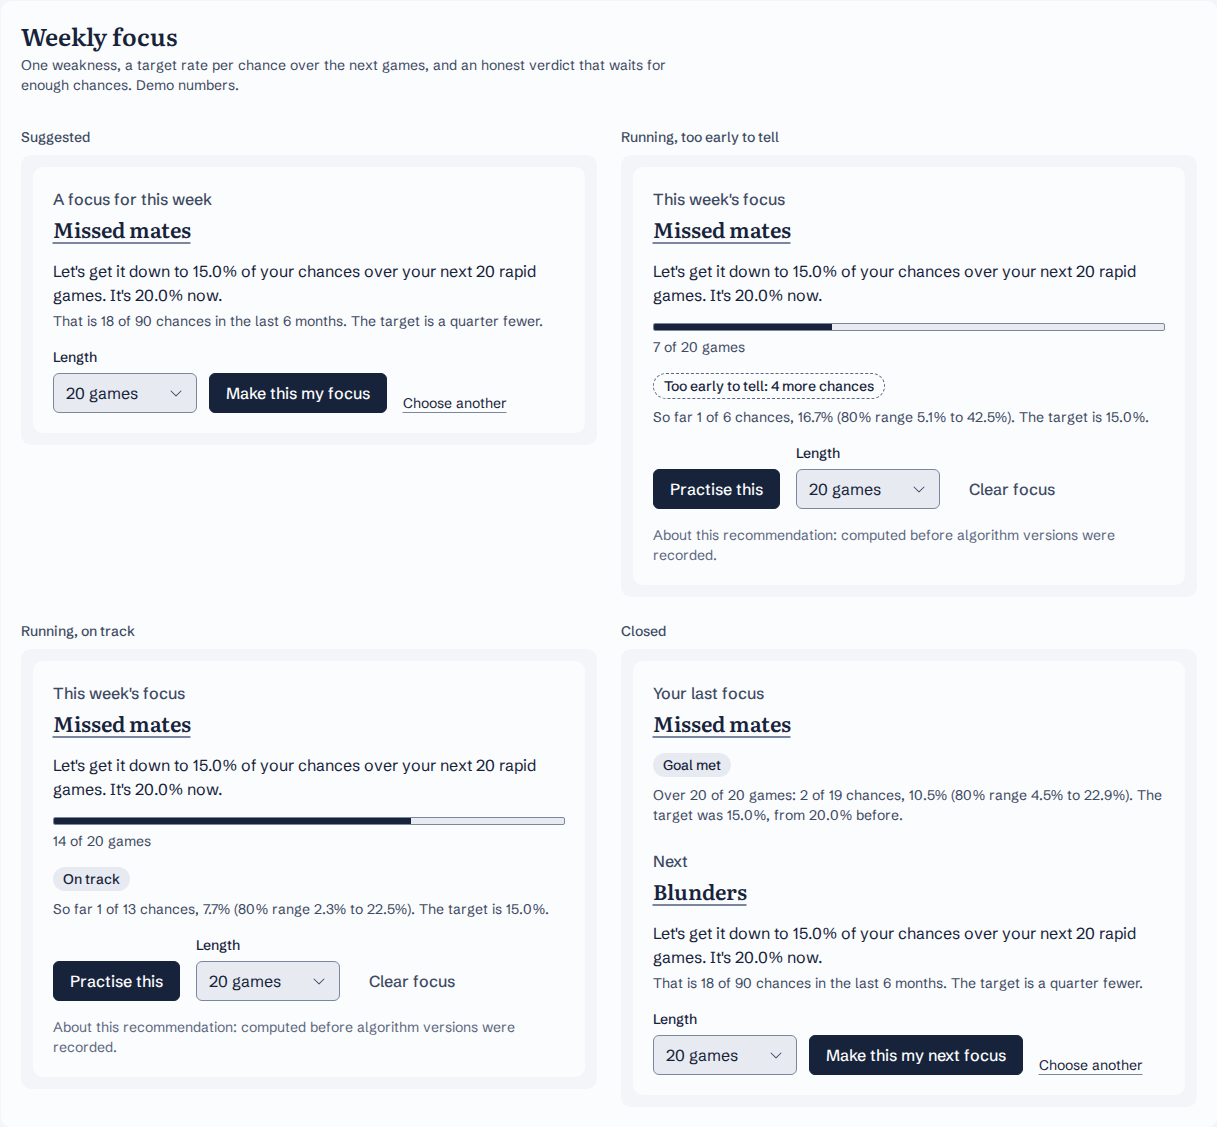 Weekly focus
One weakness, a target rate per chance over the next games, and an honest verdict that waits for
enough chances. Demo numbers.
Suggested
A focus for this week
Missed mates
Let's get it down to 15.0% of your chances over your next 20 rapid
games. It's 20.0% now.
That is 18 of 90 chances in the last 6 months. The target is a quarter fewer.
Length
20 games
Make this my focus
Choose another
Running, too early to tell
This week's focus
Missed mates
Let's get it down to 15.0% of your chances over your next 20 rapid
games. It's 20.0% now.
7 of 20 games
Too early to tell: 4 more chances
So far 1 of 6 chances, 16.7% (80% range 5.1% to 42.5%). The target is 15.0%.
Length
Practise this
20 games
Clear focus
About this recommendation: computed before algorithm versions were
recorded.
Running, on track
This week's focus
Missed mates
Let's get it down to 15.0% of your chances over your next 20 rapid
games. It's 20.0% now.
14 of 20 games
On track
So far 1 of 13 chances, 7.7% (80% range 2.3% to 22.5%). The target is 15.0%.
Length
Practise this
20 games
Clear focus
About this recommendation: computed before algorithm versions were
recorded.
Closed
Your last focus
Missed mates
Goal met
Over 20 of 20 games: 2 of 19 chances, 10.5% (80% range 4.5% to 22.9%). The
target was 15.0%, from 20.0% before.
Next
Blunders
Let's get it down to 15.0% of your chances over your next 20 rapid
games. It's 20.0% now.
That is 18 of 90 chances in the last 6 months. The target is a quarter fewer.
Length
20 games
Make this my next focus
Choose another